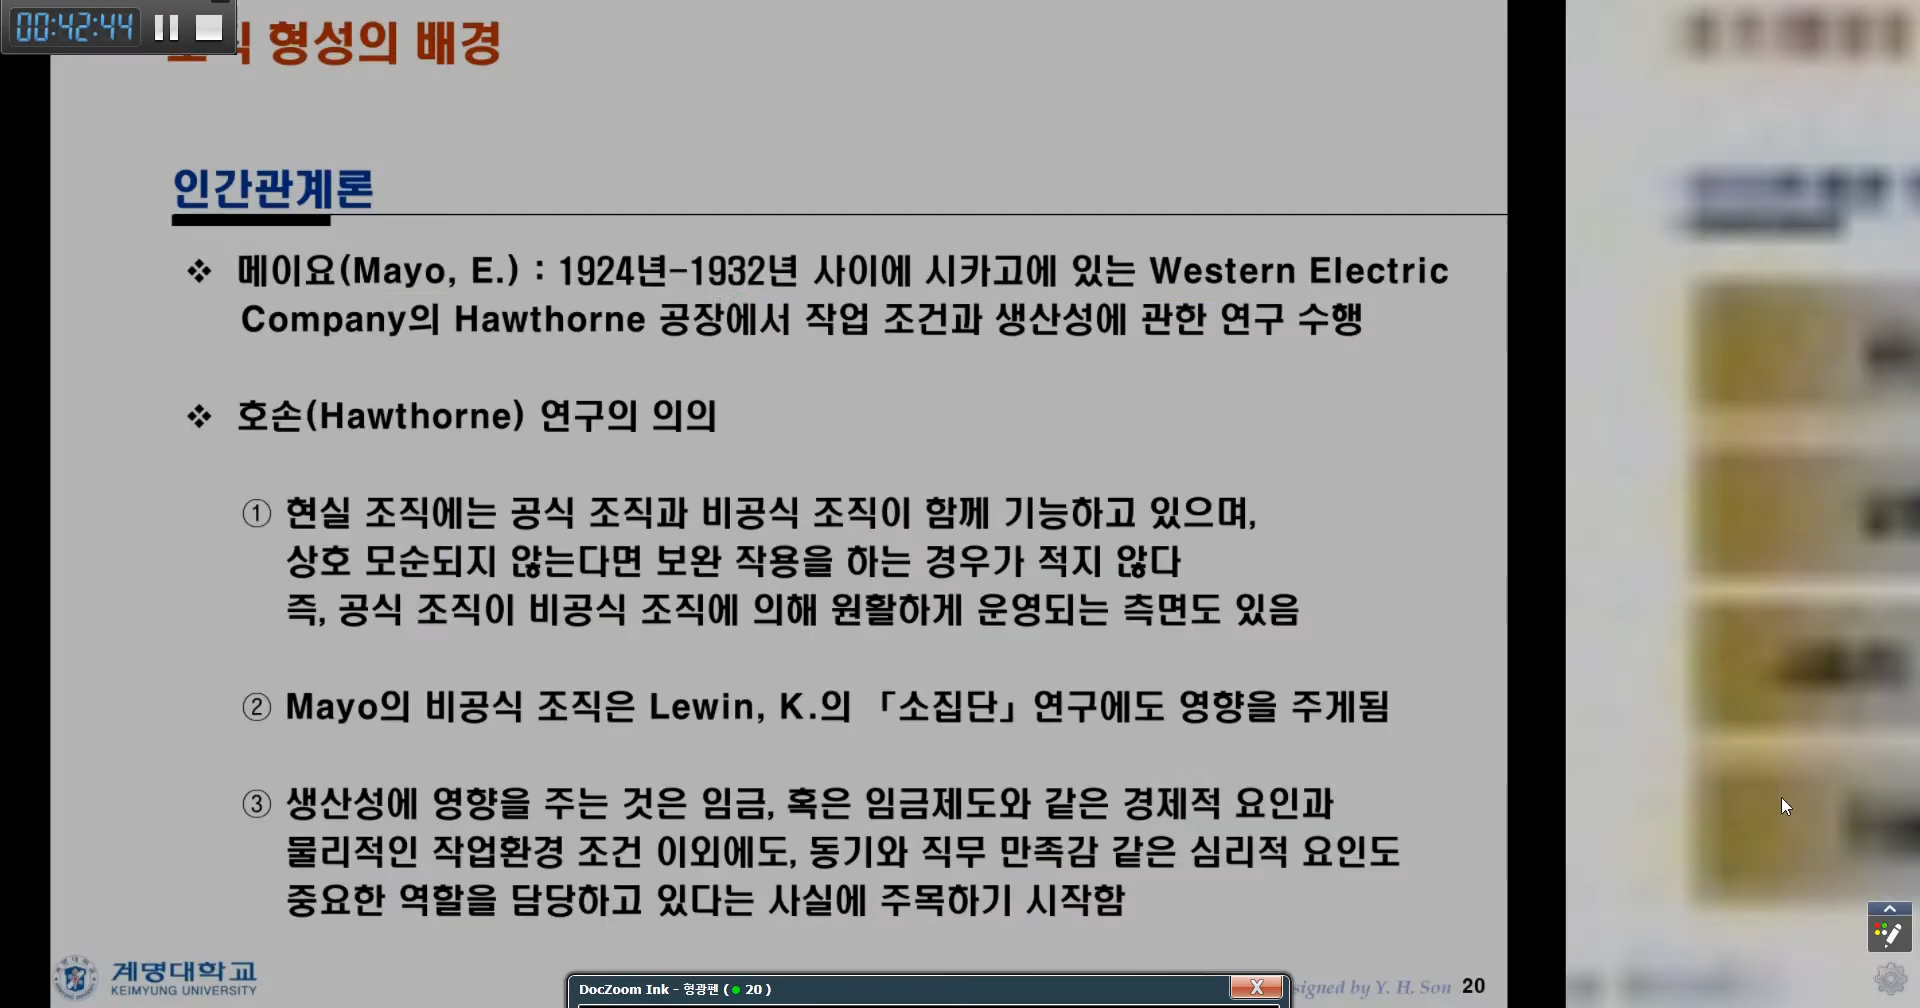 00:42:44
형성의 배경
인간관계론
❖ 메이요(Mayo, E.) : 1924년-1932년 사이에 시카고에 있는 Western Electric
Company의 Hawthorne 공장에서 작업 조건과 생산성에 관한 연구 수행
❖ 호손(Hawthorne) 연구의 의의
① 현실 조직에는 공식 조직과 비공식 조직이 함께 기능하고 있으며,
상호 모순되지 않는다면 보완 작용을 하는 경우가 적지 않다
즉, 공식 조직이 비공식 조직에 의해 원활하게 운영되는 측면도 있음
② Mayo의 비공식 조직은 Lewin, K.의 「소집단」연구에도 영향을 주게됨
③ 생산성에 영향을 주는 것은 임금, 혹은 임금제도와 같은 경제적 요인과
물리적인 작업환경 조건 이외에도, 동기와 직무 만족감 같은 심리적 요인도
중요한 역할을 담당하고 있다는 사실에 주목하기 시작함
계명대학교
KEIMYUNG UNIVERSITY
DocZoom Ink - 형광펜 ( 20 )
signed by Y. H. Son 20